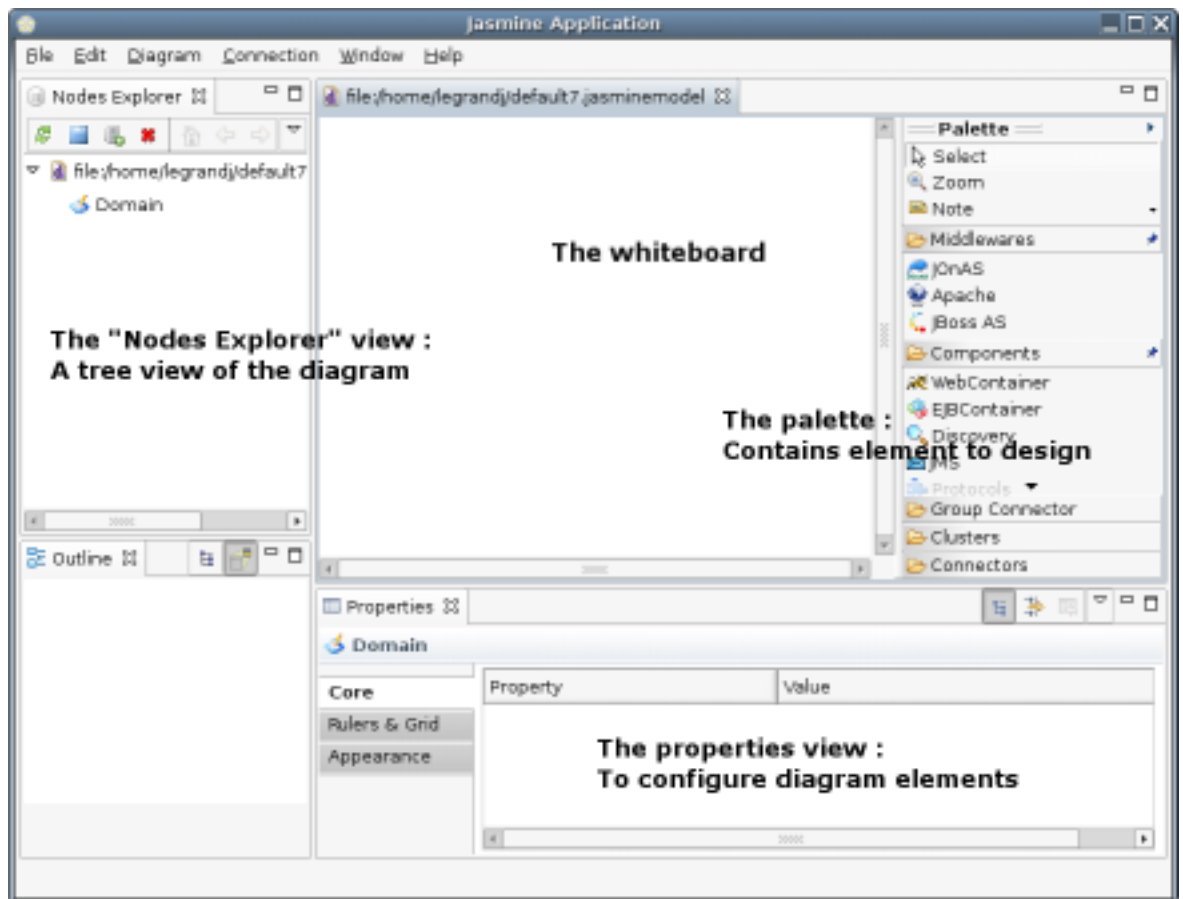 Jasmine Application
File Edit Diagram Connection Window Help
Nodes Explorer
file:/home/legrandj/default7
Domain
The "Nodes Explorer" view :
A tree view of the diagram
Outline
file:/home/legrandj/default7.jasminemodel
The whiteboard
Palette
Select
Zoom
Note
Middlewares
JOnAS
Apache
JBoss AS
Components
WebContainer
EJBContainer
Discovery
JMS
Protocols
Group Connector
Clusters
Connectors
The palette :
Contains element to design
Properties
Domain
Core
Rulers & Grid
Appearance
Property Value
The properties view :
To configure diagram elements